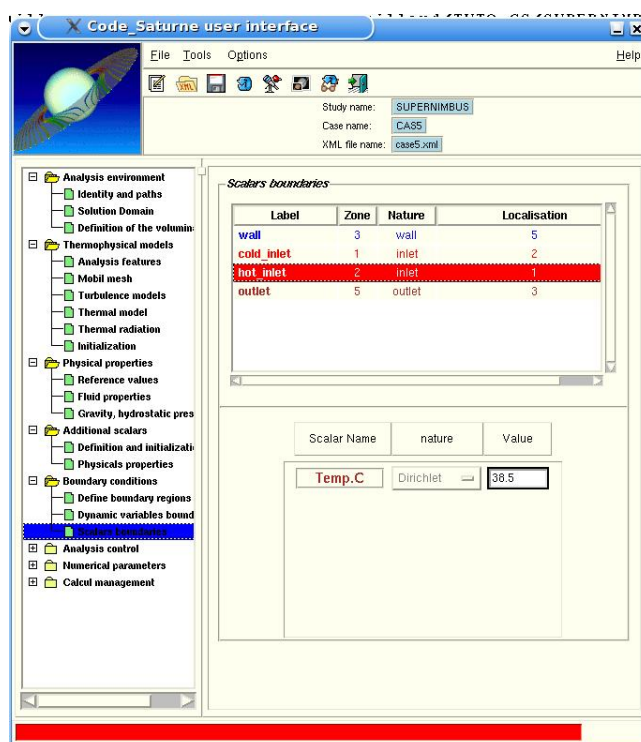 Code_Saturne user interface
File Tools Options Help
Study name: SUPERNIMBUS
Case name: CAS5
XML file name: case5.xml
Analysis environment
Identity and paths
Solution Domain
Definition of the volumin
Thermophysical models
Analysis features
Mobil mesh
Turbulence models
Thermal model
Thermal radiation
Initialization
Physical properties
Reference values
Fluid properties
Gravity, hydrostatic pres
Additional scalars
Definition and initializati
Physicals properties
Boundary conditions
Define boundary regions
Dynamic variables bound
Scalars boundaries
Analysis control
Numerical parameters
Calcul management
Scalars boundaries
Label Zone Nature Localisation
wall 3 wall 5
cold_inlet 1 inlet 2
hot_inlet 2 inlet 1
outlet 5 outlet 3
Scalar Name nature Value
Temp.C Dirichlet 38.5